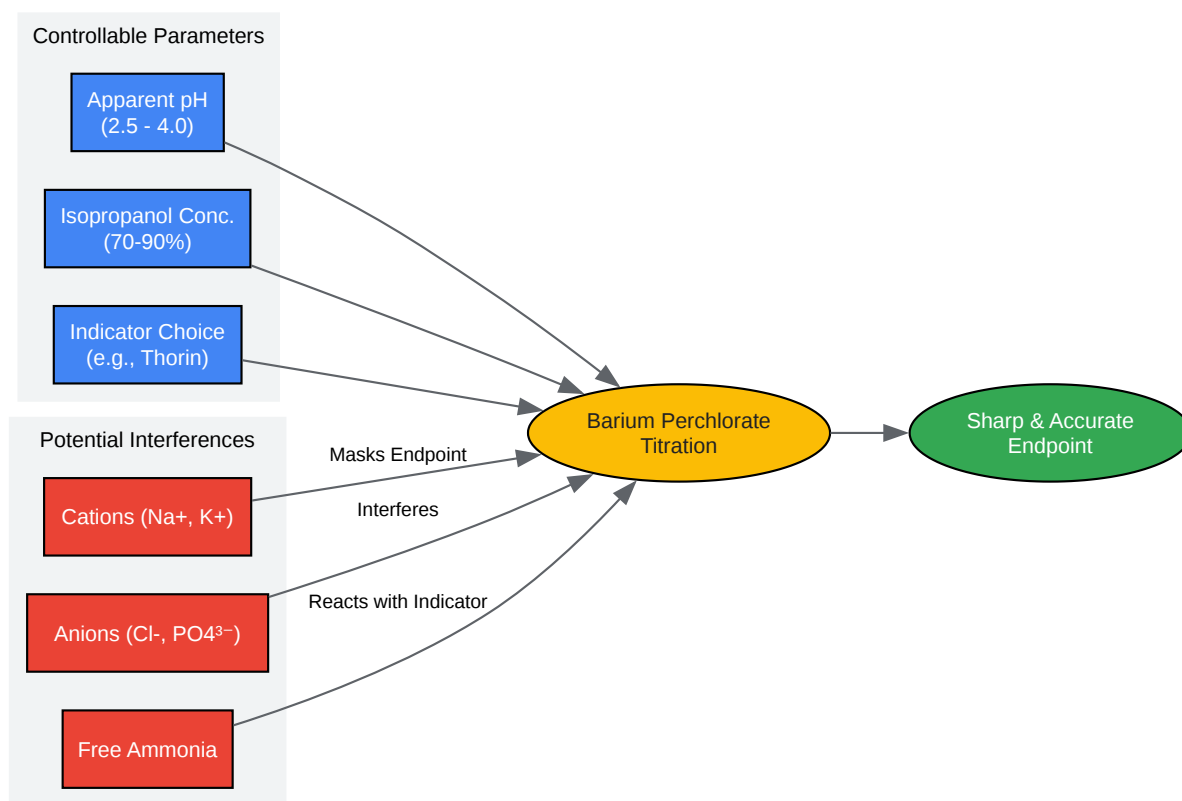 Controllable Parameters
Apparent pH
(2.5 - 4.0)
Isopropanol Conc.
(70-90%)
Indicator Choice
(e.g., Thorin)
Potential Interferences
Cations (Na+, K+)
Anions (Cl-, PO4³⁻)
Free Ammonia
Masks Endpoint
Interferes
Reacts with Indicator
Barium Perchlorate
Titration
Sharp & Accurate
Endpoint